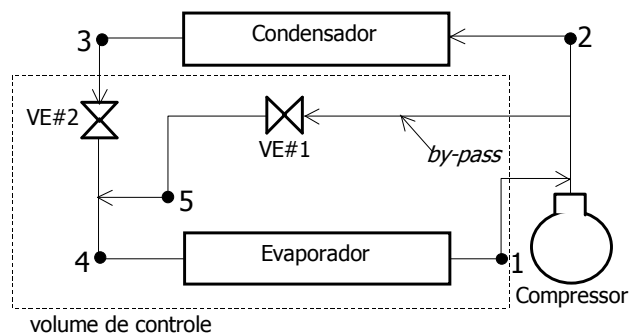 Condensador
3
2
VE#2
VE#1
by-pass
5
4
Evaporador
1
Compressor
volume de controle